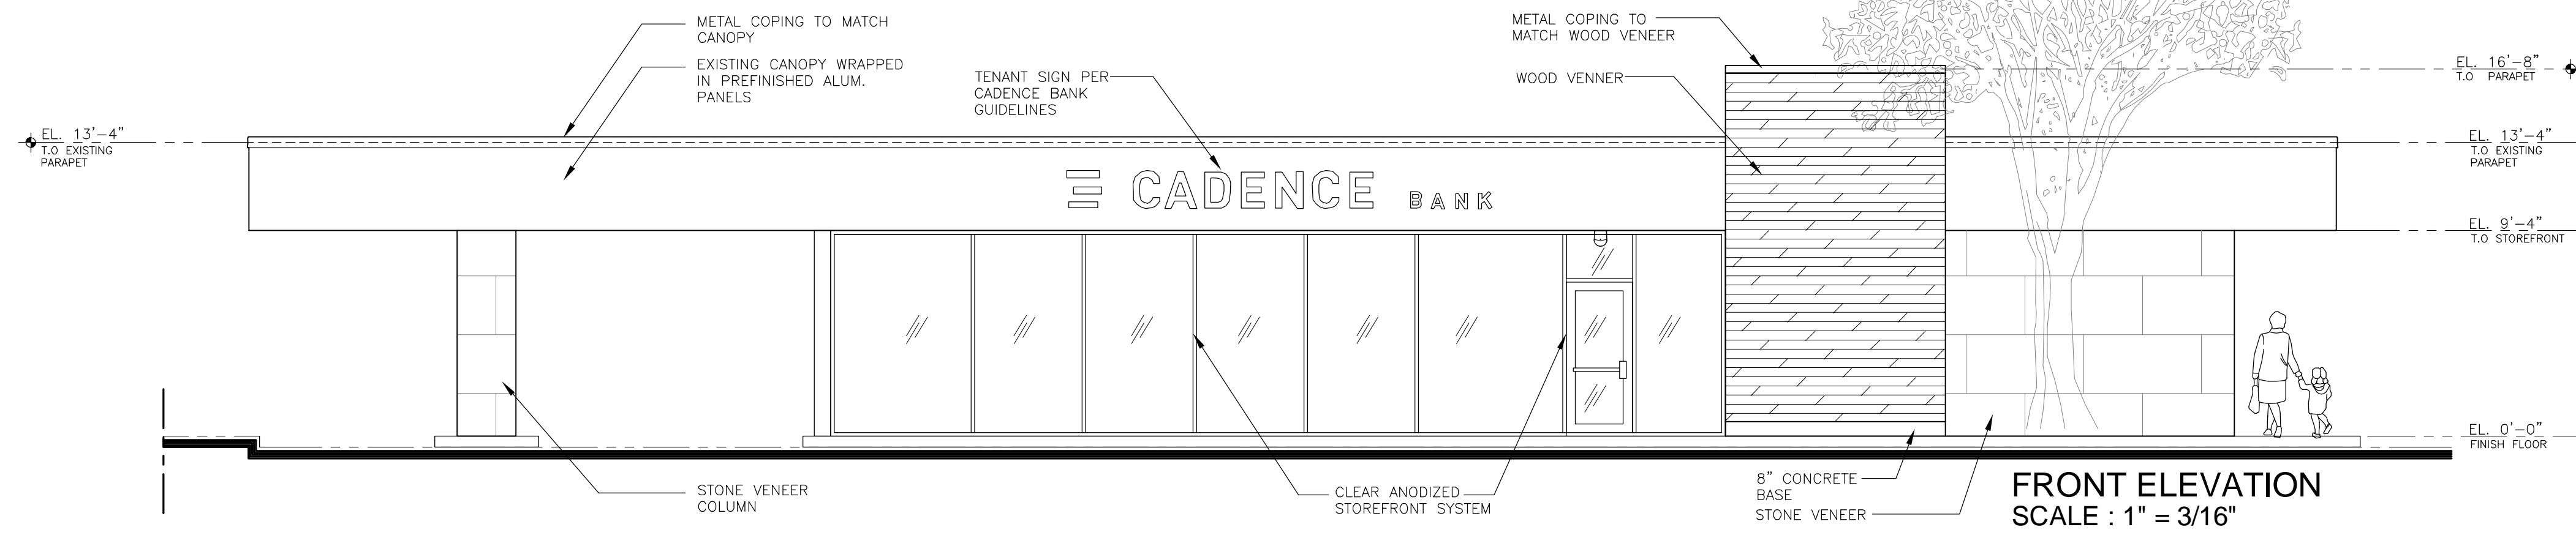 METAL COPING TO MATCH
CANOPY
EXISTING CANOPY WRAPPED
IN PREFINISHED ALUM.
PANELS
TENANT SIGN PER
CADENCE BANK
GUIDELINES
METAL COPING TO
MATCH WOOD VENEER
WOOD VENNER
EL. 16'-8"
T.O PARAPET
EL. 13'-4"
T.O EXISTING
PARAPET
EL. 13'-4"
T.O EXISTING
PARAPET
CADENCE BANK
EL. 9'-4"
T.O STOREFRONT
EL. 0'-0"
FINISH FLOOR
STONE VENEER
COLUMN
CLEAR ANODIZED
STOREFRONT SYSTEM
8" CONCRETE
BASE
STONE VENEER
FRONT ELEVATION
SCALE : 1" = 3/16"